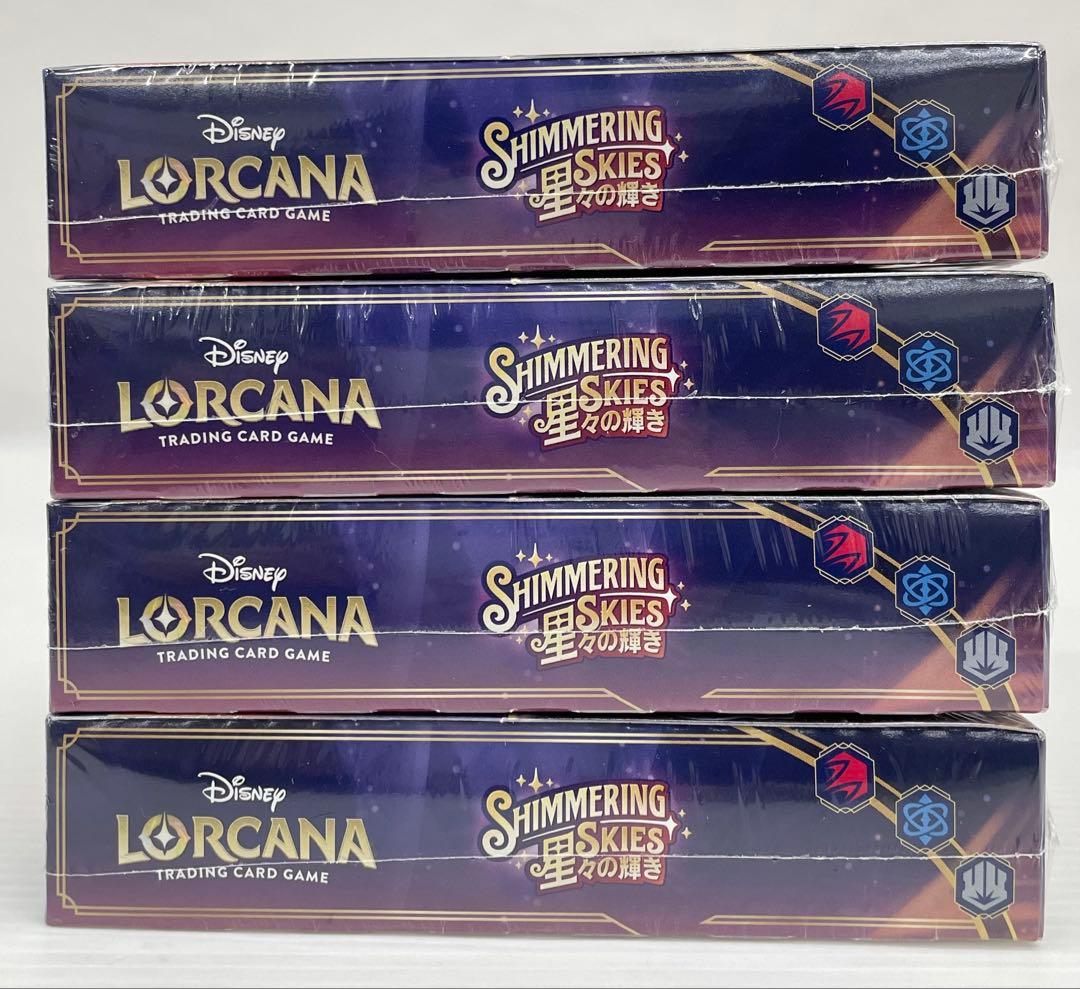 Disney
LORCANA
TRADING CARD GAME
SHIMMERING
SKIES
星々の輝き
Disney
LORCANA
TRADING CARD GAME
SHIMMERING
SKIES
星々の輝き
Disney
LORCANA
TRADING CARD GAME
SHIMMERING
SKIES
星々の輝き
Disney
LORCANA
TRADING CARD GAME
SHIMMERING
SKIES
星々の輝き